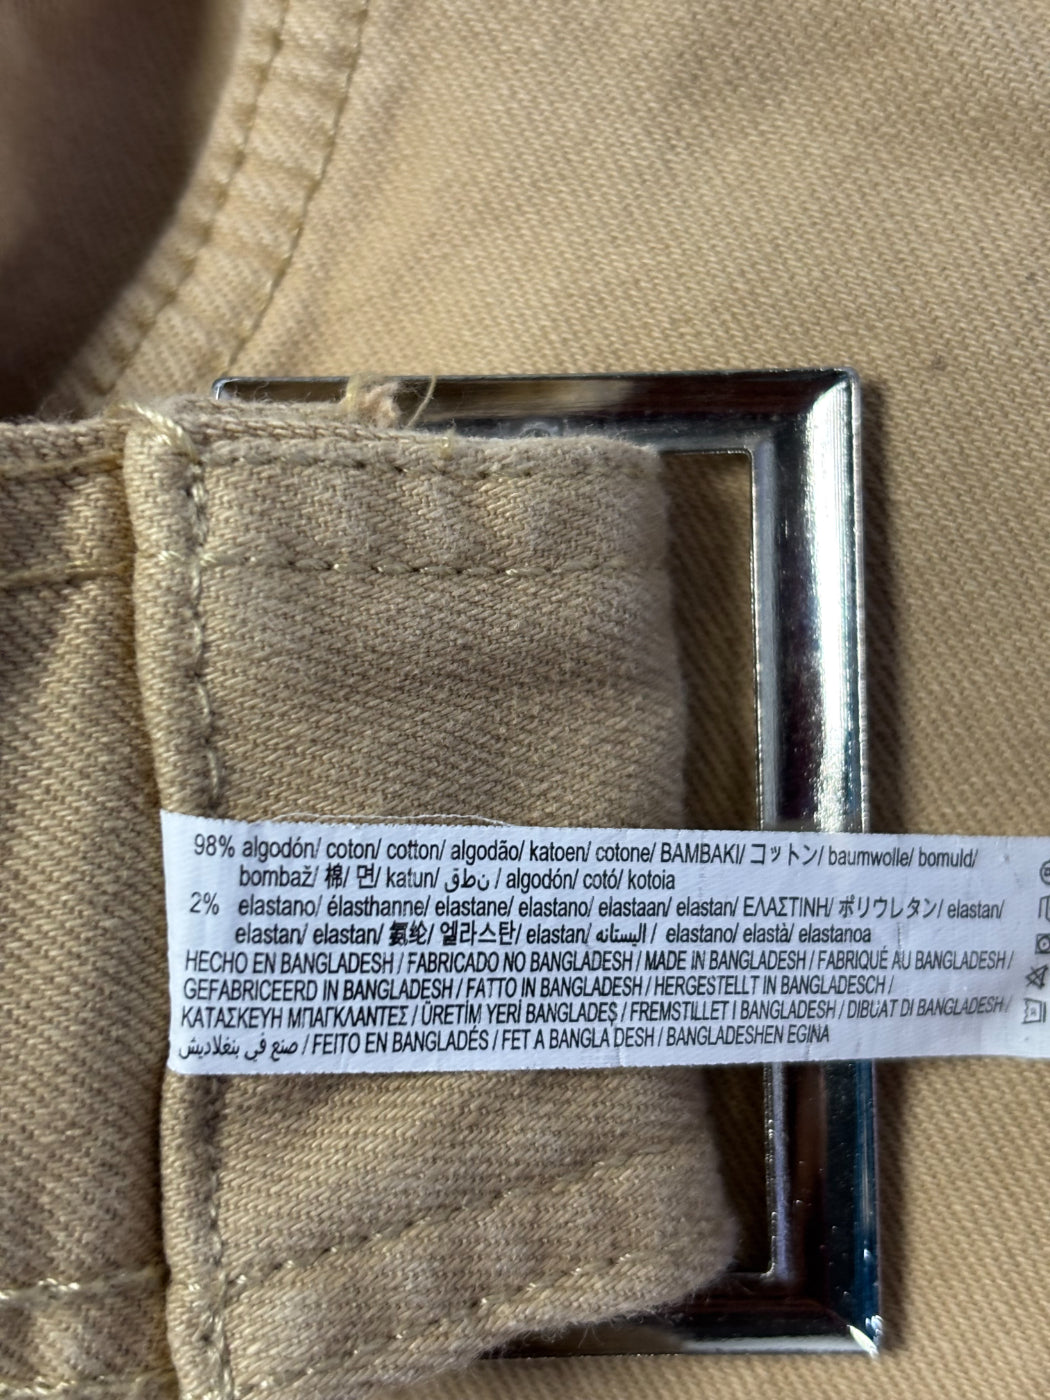 98% algodón/ coton/ cotton/ algodão/ katoen/ cotone/ BAMBAKI/ コットン/ baumwolle/ bomuld/
bombaž/ 棉/ 면/ katun/ قطن / algodón/ cotó/ kotoia
2% elastano/ élasthanne/ elastane/ elastano/ elastaan/ elastan/ ΕΛΑΣΤΙΝΗ/ ポリウレタン/ elastan/
elastan/ elastan/ 氨纶/ 엘라스탄/ elastan/ اليستانه / elastano/ elastà/ elastanoa
HECHO EN BANGLADESH / FABRICADO NO BANGLADESH / MADE IN BANGLADESH / FABRIQUÉ AU BANGLADESH /
GEFABRICEERD IN BANGLADESH / FATTO IN BANGLADESH / HERGESTELLT IN BANGLADESCH /
ΚΑΤΑΣΚΕΥΗ ΜΠΑΓΚΛΑΝΤΕΣ / ÜRETİM YERİ BANGLADEŞ / FREMSTILLET I BANGLADESH / DIBUAT DI BANGLADESH /
صنع في بنغلاديش / FEITO EN BANGLADÉS / FET A BANGLA DESH / BANGLADESHEN EGINA